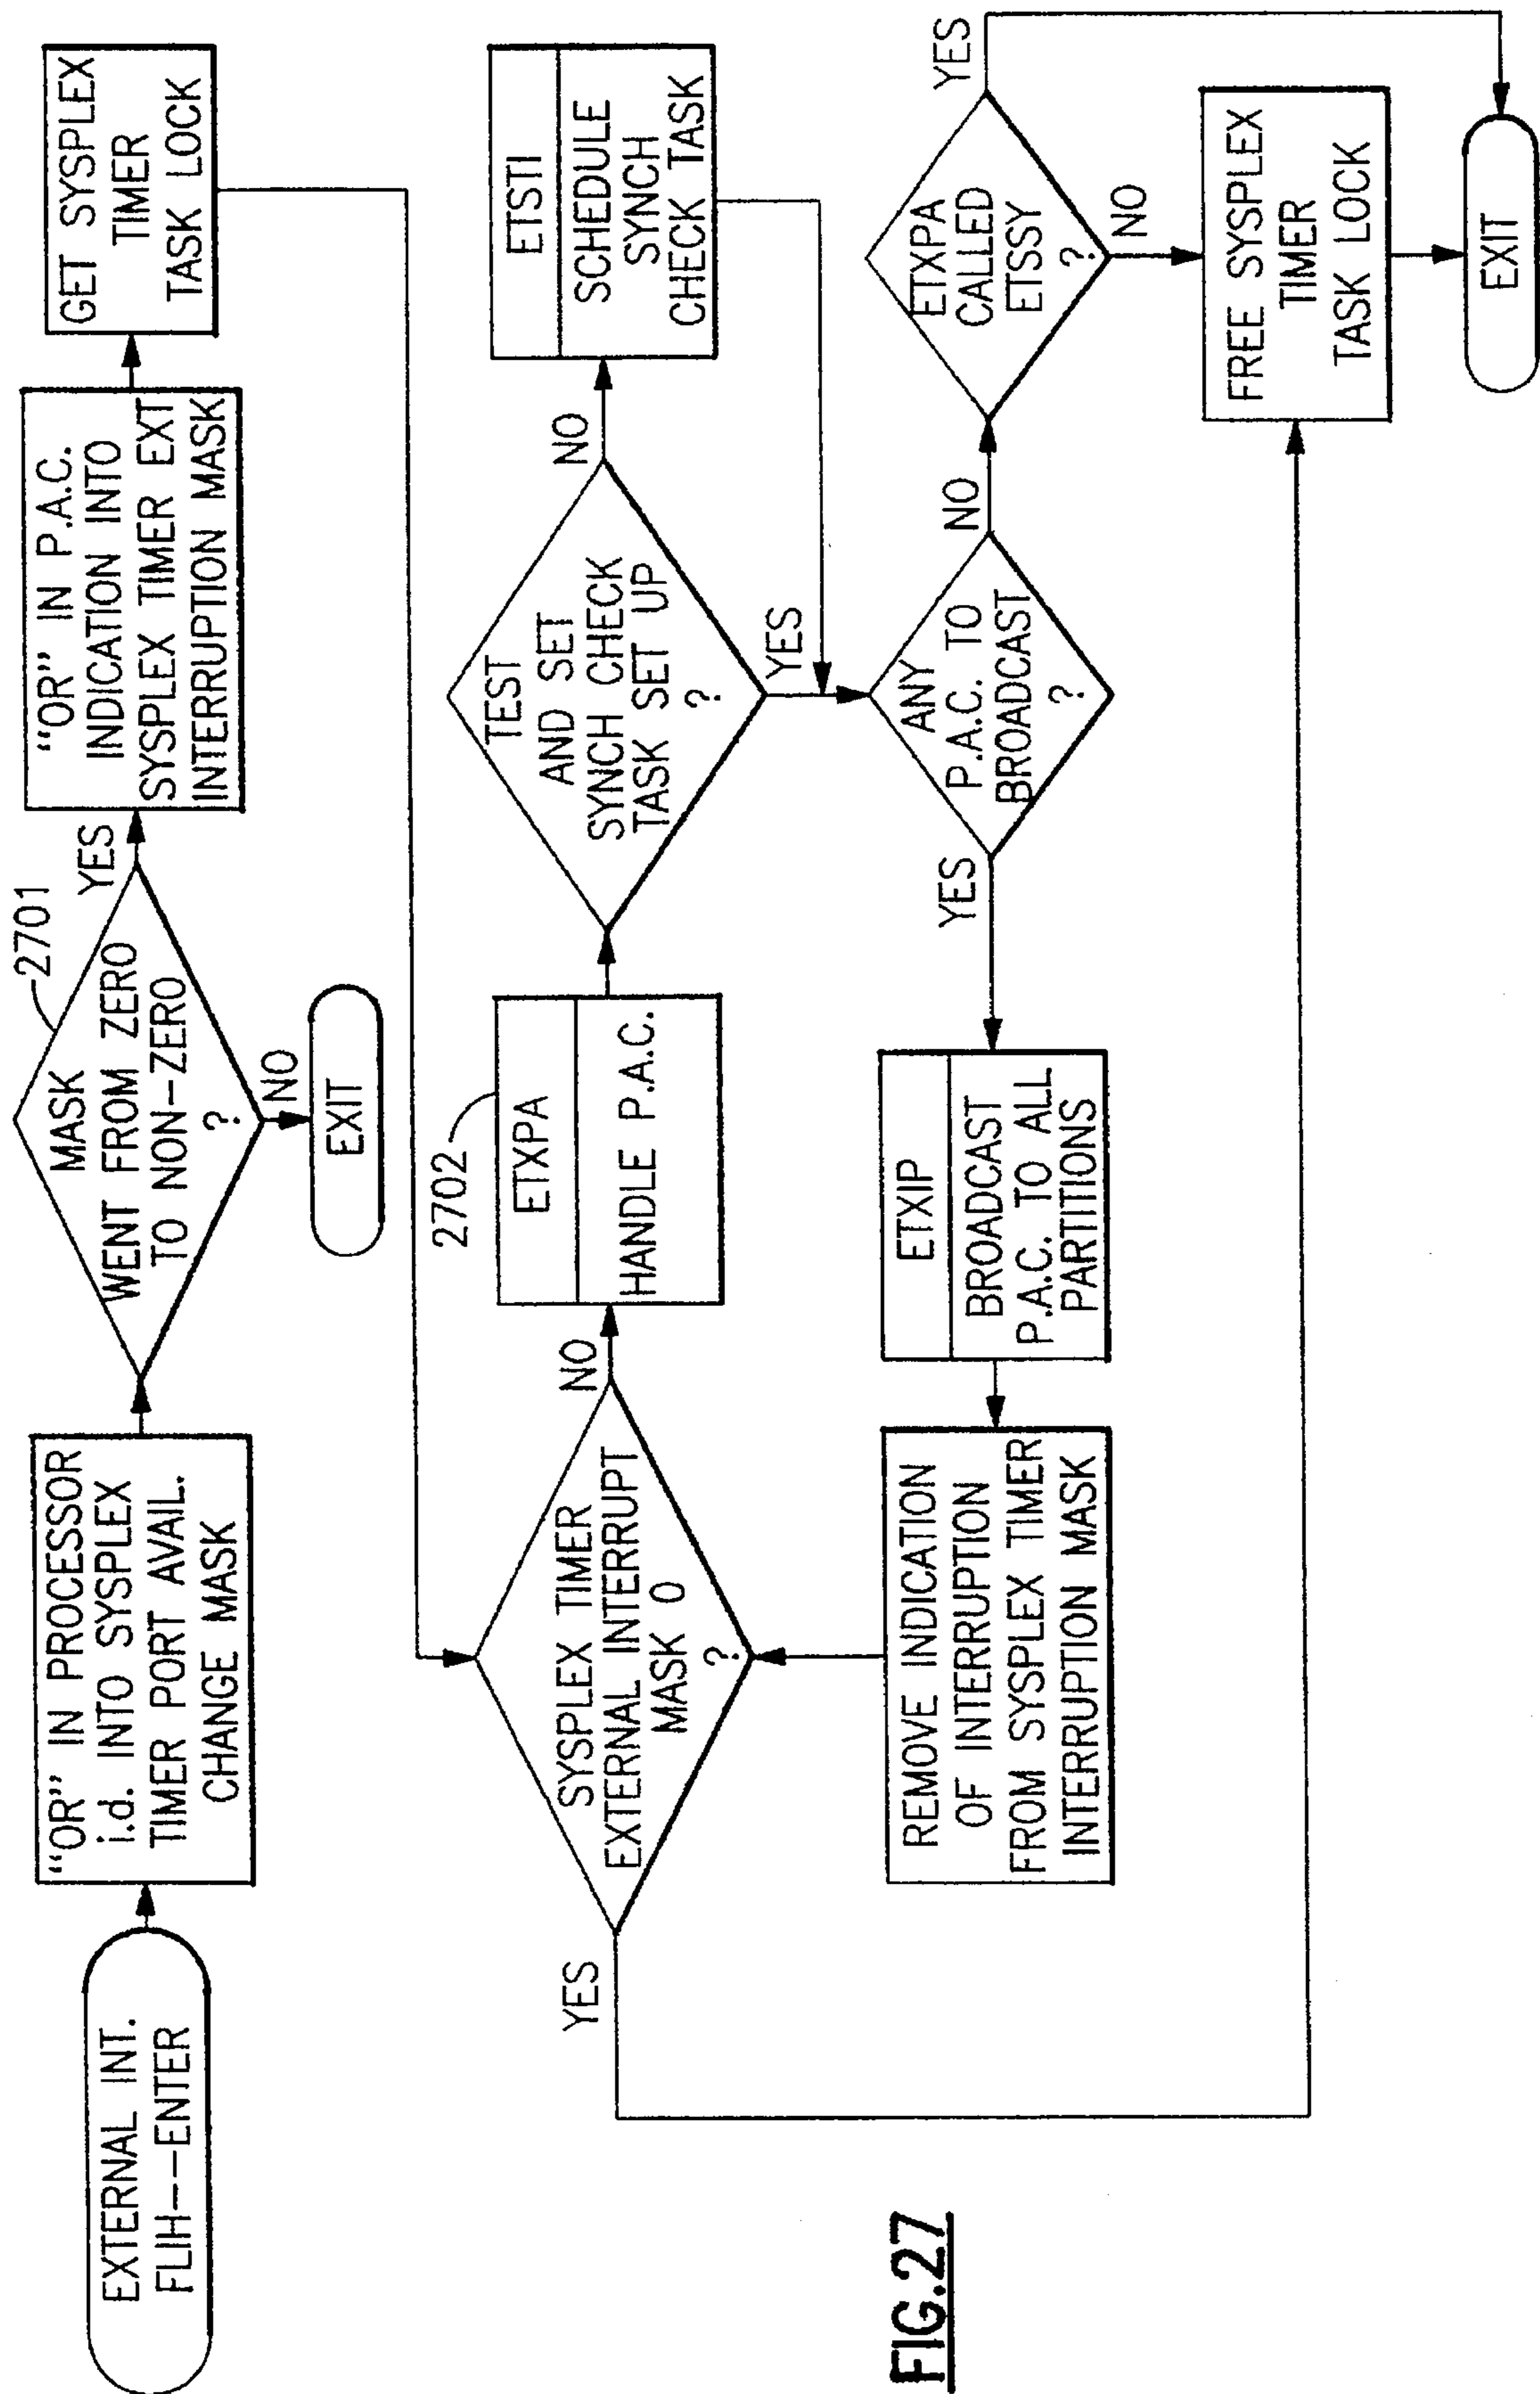 EXTERNAL INT.
FLIH--ENTER
"OR" IN PROCESSOR
i.d. INTO SYSPLEX
TIMER PORT AVAIL.
CHANGE MASK
2701
MASK
WENT FROM ZERO
TO NON-ZERO
?
YES
NO
EXIT
"OR" IN P.A.C.
INDICATION INTO
SYSPLEX TIMER EXT
INTERRUPTION MASK
GET SYSPLEX
TIMER
TASK LOCK
SYSPLEX TIMER
EXTERNAL INTERRUPT
MASK 0
?
YES
NO
2702
ETXPA
HANDLE P.A.C.
TEST
AND SET
SYNCH CHECK
TASK SET UP
?
NO
YES
ETSTI
SCHEDULE
SYNCH
CHECK TASK
REMOVE INDICATION
OF INTERRUPTION
FROM SYSPLEX TIMER
INTERRUPTION MASK
ETXIP
BROADCAST
P.A.C. TO ALL
PARTITIONS
YES
ANY
P.A.C. TO
BROADCAST
?
NO
ETXPA
CALLED
ETSSY
?
YES
NO
FREE SYSPLEX
TIMER
TASK LOCK
EXIT
FIG.27